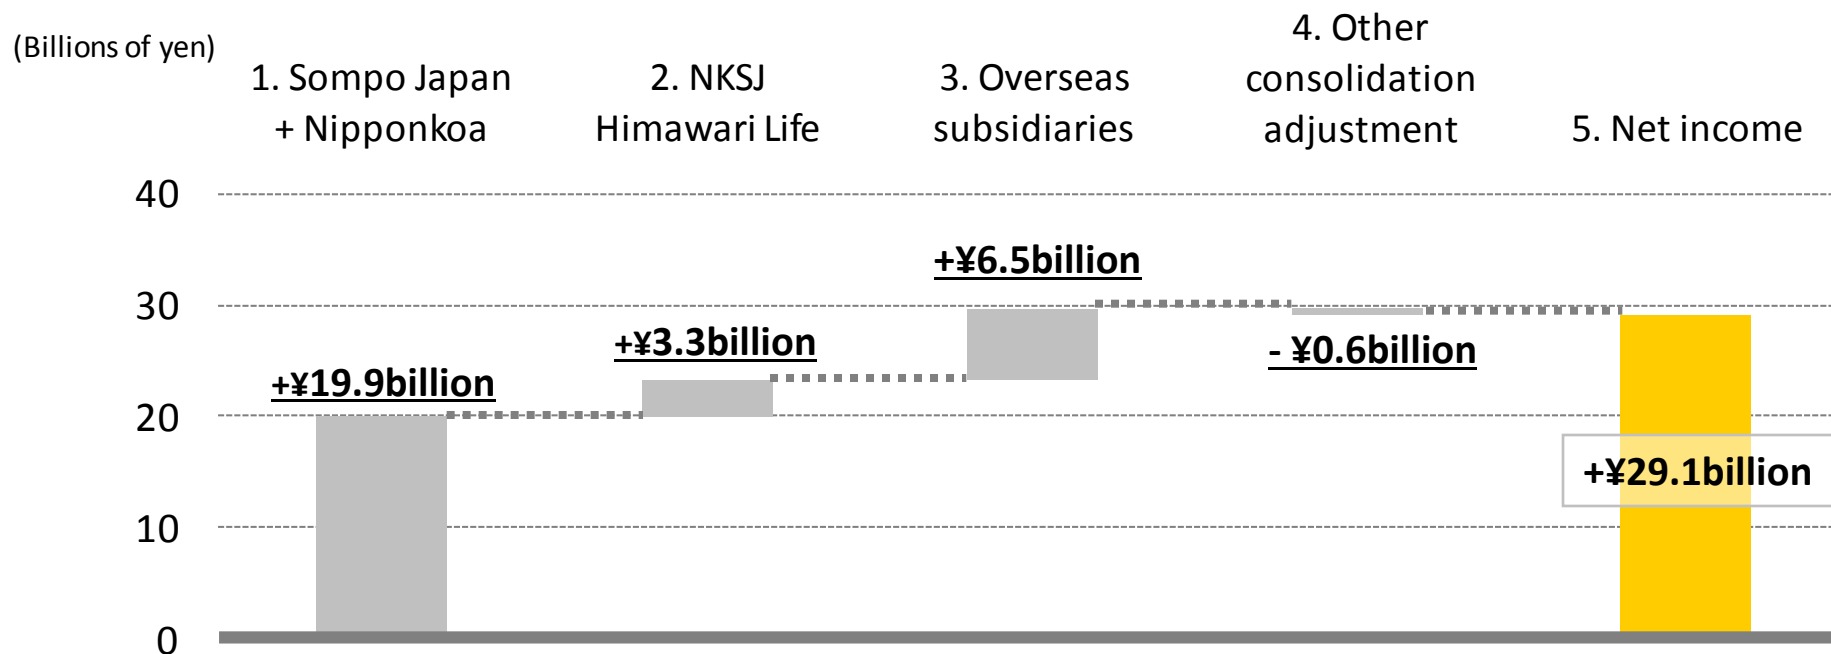 (Billions of yen)
1. Sompo Japan
+ Nipponkoa
2. NKSJ
Himawari Life
3. Overseas
subsidiaries
4. Other
consolidation
adjustment
5. Net income
40
30
20
10
0
+¥19.9billion
+¥3.3billion
+¥6.5billion
- ¥0.6billion
+¥29.1billion